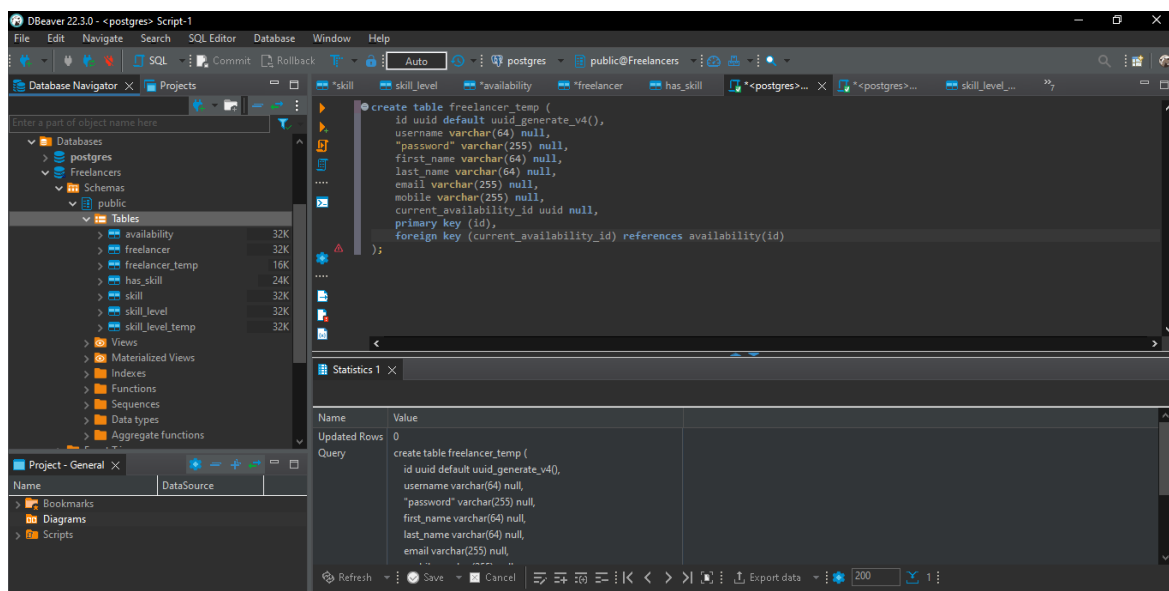 DBeaver 22.3.0 - <postgres> Script-1
File Edit Navigate Search SQL Editor Database Window Help
SQL Commit Rollback Auto postgres public@Freelancers
Database Navigator Projects
*skill skill_level *availability *freelancer has_skill *<postgres>... *<postgres>... skill_level_... »7
Enter a part of object name here
Databases
postgres
Freelancers
Schemas
public
Tables
availability 32K
freelancer 32K
freelancer_temp 16K
has_skill 24K
skill 32K
skill_level 32K
skill_level_temp 32K
Views
Materialized Views
Indexes
Functions
Sequences
Data types
Aggregate functions
create table freelancer_temp (
id uuid default uuid_generate_v4(),
username varchar(64) null,
"password" varchar(255) null,
first_name varchar(64) null,
last_name varchar(64) null,
email varchar(255) null,
mobile varchar(255) null,
current_availability_id uuid null,
primary key (id),
foreign key (current_availability_id) references availability(id)
);
Project - General
Name DataSource
Bookmarks
Diagrams
Scripts
Statistics 1
Name Value
Updated Rows 0
Query create table freelancer_temp (
id uuid default uuid_generate_v4(),
username varchar(64) null,
"password" varchar(255) null,
first_name varchar(64) null,
last_name varchar(64) null,
email varchar(255) null,
Refresh Save Cancel Export data 200 1